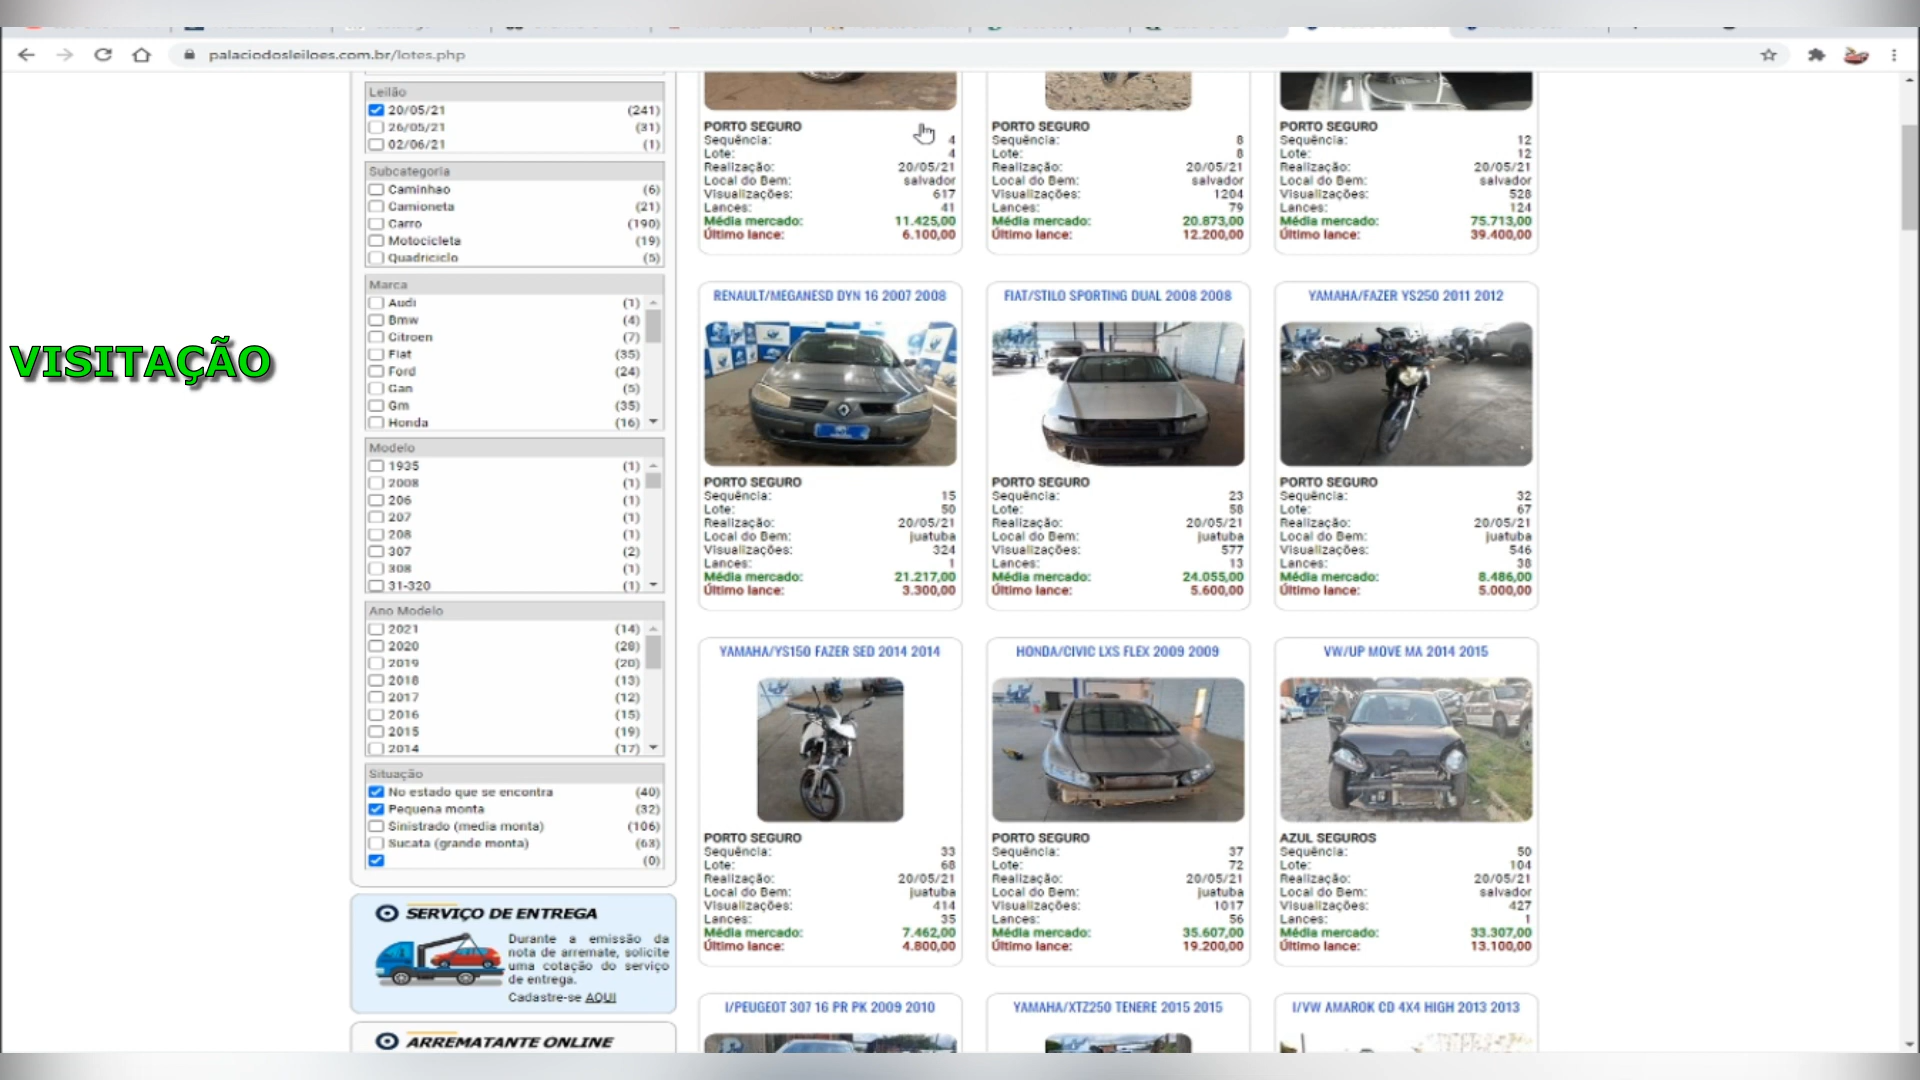 palaciodosleiloes.com.br/lotes.php
VISITAÇÃO
Leilão
20/05/21 (241)
26/05/21 (31)
02/06/21 (1)
Subcategoria
Caminhao (6)
Camioneta (21)
Carro (190)
Motocicleta (19)
Quadriciclo (5)
Marca
Audi (1)
Bmw (4)
Citroen (7)
Fiat (35)
Ford (24)
Gan (5)
Gm (35)
Honda (16)
Modelo
1935 (1)
2008 (1)
206 (1)
207 (1)
208 (1)
307 (2)
308 (1)
31-320 (1)
Ano Modelo
2021 (14)
2020 (28)
2019 (20)
2018 (13)
2017 (12)
2016 (15)
2015 (19)
2014 (17)
Situação
No estado que se encontra (40)
Pequena monta (32)
Sinistrado (media monta) (106)
Sucata (grande monta) (63)
(0)
SERVIÇO DE ENTREGA
Durante a emissão da
nota de arremate, solicite
uma cotação do serviço
de entrega.
Cadastre-se AQUI
ARREMATANTE ONLINE
PORTO SEGURO
Sequência: 4
Lote: 4
Realização: 20/05/21
Local do Bem: salvador
Visualizações: 617
Lances: 41
Média mercado: 11.425,00
Último lance: 6.100,00
PORTO SEGURO
Sequência: 8
Lote: 8
Realização: 20/05/21
Local do Bem: salvador
Visualizações: 1204
Lances: 79
Média mercado: 20.873,00
Último lance: 12.200,00
PORTO SEGURO
Sequência: 12
Lote: 12
Realização: 20/05/21
Local do Bem: salvador
Visualizações: 528
Lances: 124
Média mercado: 75.713,00
Último lance: 39.400,00
RENAULT/MEGANESD DYN 16 2007 2008
PORTO SEGURO
Sequência: 15
Lote: 50
Realização: 20/05/21
Local do Bem: juatuba
Visualizações: 324
Lances: 1
Média mercado: 21.217,00
Último lance: 3.300,00
FIAT/STILO SPORTING DUAL 2008 2008
PORTO SEGURO
Sequência: 23
Lote: 58
Realização: 20/05/21
Local do Bem: juatuba
Visualizações: 577
Lances: 13
Média mercado: 24.055,00
Último lance: 5.600,00
YAMAHA/FAZER YS250 2011 2012
PORTO SEGURO
Sequência: 32
Lote: 67
Realização: 20/05/21
Local do Bem: juatuba
Visualizações: 546
Lances: 38
Média mercado: 8.486,00
Último lance: 5.000,00
YAMAHA/YS150 FAZER SED 2014 2014
PORTO SEGURO
Sequência: 33
Lote: 68
Realização: 20/05/21
Local do Bem: juatuba
Visualizações: 414
Lances: 35
Média mercado: 7.462,00
Último lance: 4.800,00
HONDA/CIVIC LXS FLEX 2009 2009
PORTO SEGURO
Sequência: 37
Lote: 72
Realização: 20/05/21
Local do Bem: juatuba
Visualizações: 1017
Lances: 56
Média mercado: 35.607,00
Último lance: 19.200,00
VW/UP MOVE MA 2014 2015
AZUL SEGUROS
Sequência: 50
Lote: 104
Realização: 20/05/21
Local do Bem: salvador
Visualizações: 427
Lances: 1
Média mercado: 33.307,00
Último lance: 13.100,00
I/PEUGEOT 307 16 PR PK 2009 2010
YAMAHA/XTZ250 TENERE 2015 2015
I/VW AMAROK CD 4X4 HIGH 2013 2013